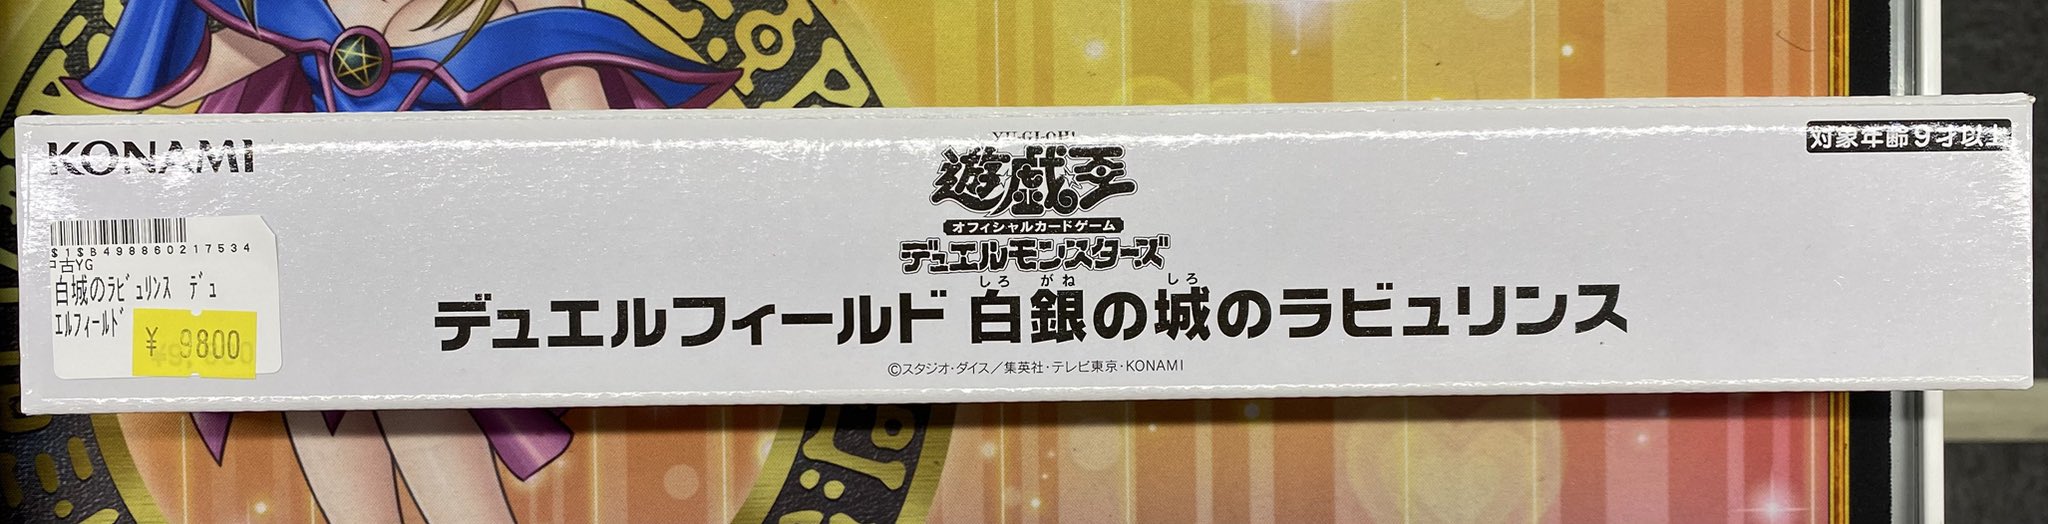 KONAMI
YU-GI-OH!
遊戯王
オフィシャルカードゲーム
デュエルモンスターズ
対象年齢9才以上
しろ がね しろ
デュエルフィールド 白銀の城のラビュリンス
©スタジオ・ダイス／集英社・テレビ東京・KONAMI
$1$B498860217534
古YG
白城のﾗﾋﾞｭﾘﾝｽ ﾃﾞｭ
ｴﾙﾌｨｰﾙﾄﾞ
¥ 9800